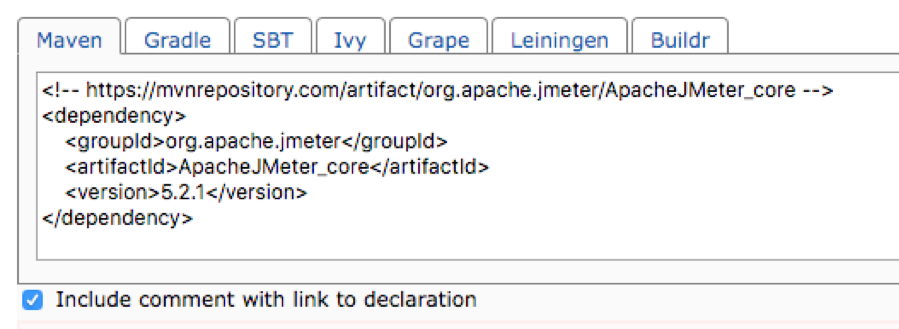 Maven Gradle SBT Ivy Grape Leiningen Buildr
<!-- https://mvnrepository.com/artifact/org.apache.jmeter/ApacheJMeter_core -->
<dependency>
    <groupId>org.apache.jmeter</groupId>
    <artifactId>ApacheJMeter_core</artifactId>
    <version>5.2.1</version>
</dependency>
Include comment with link to declaration